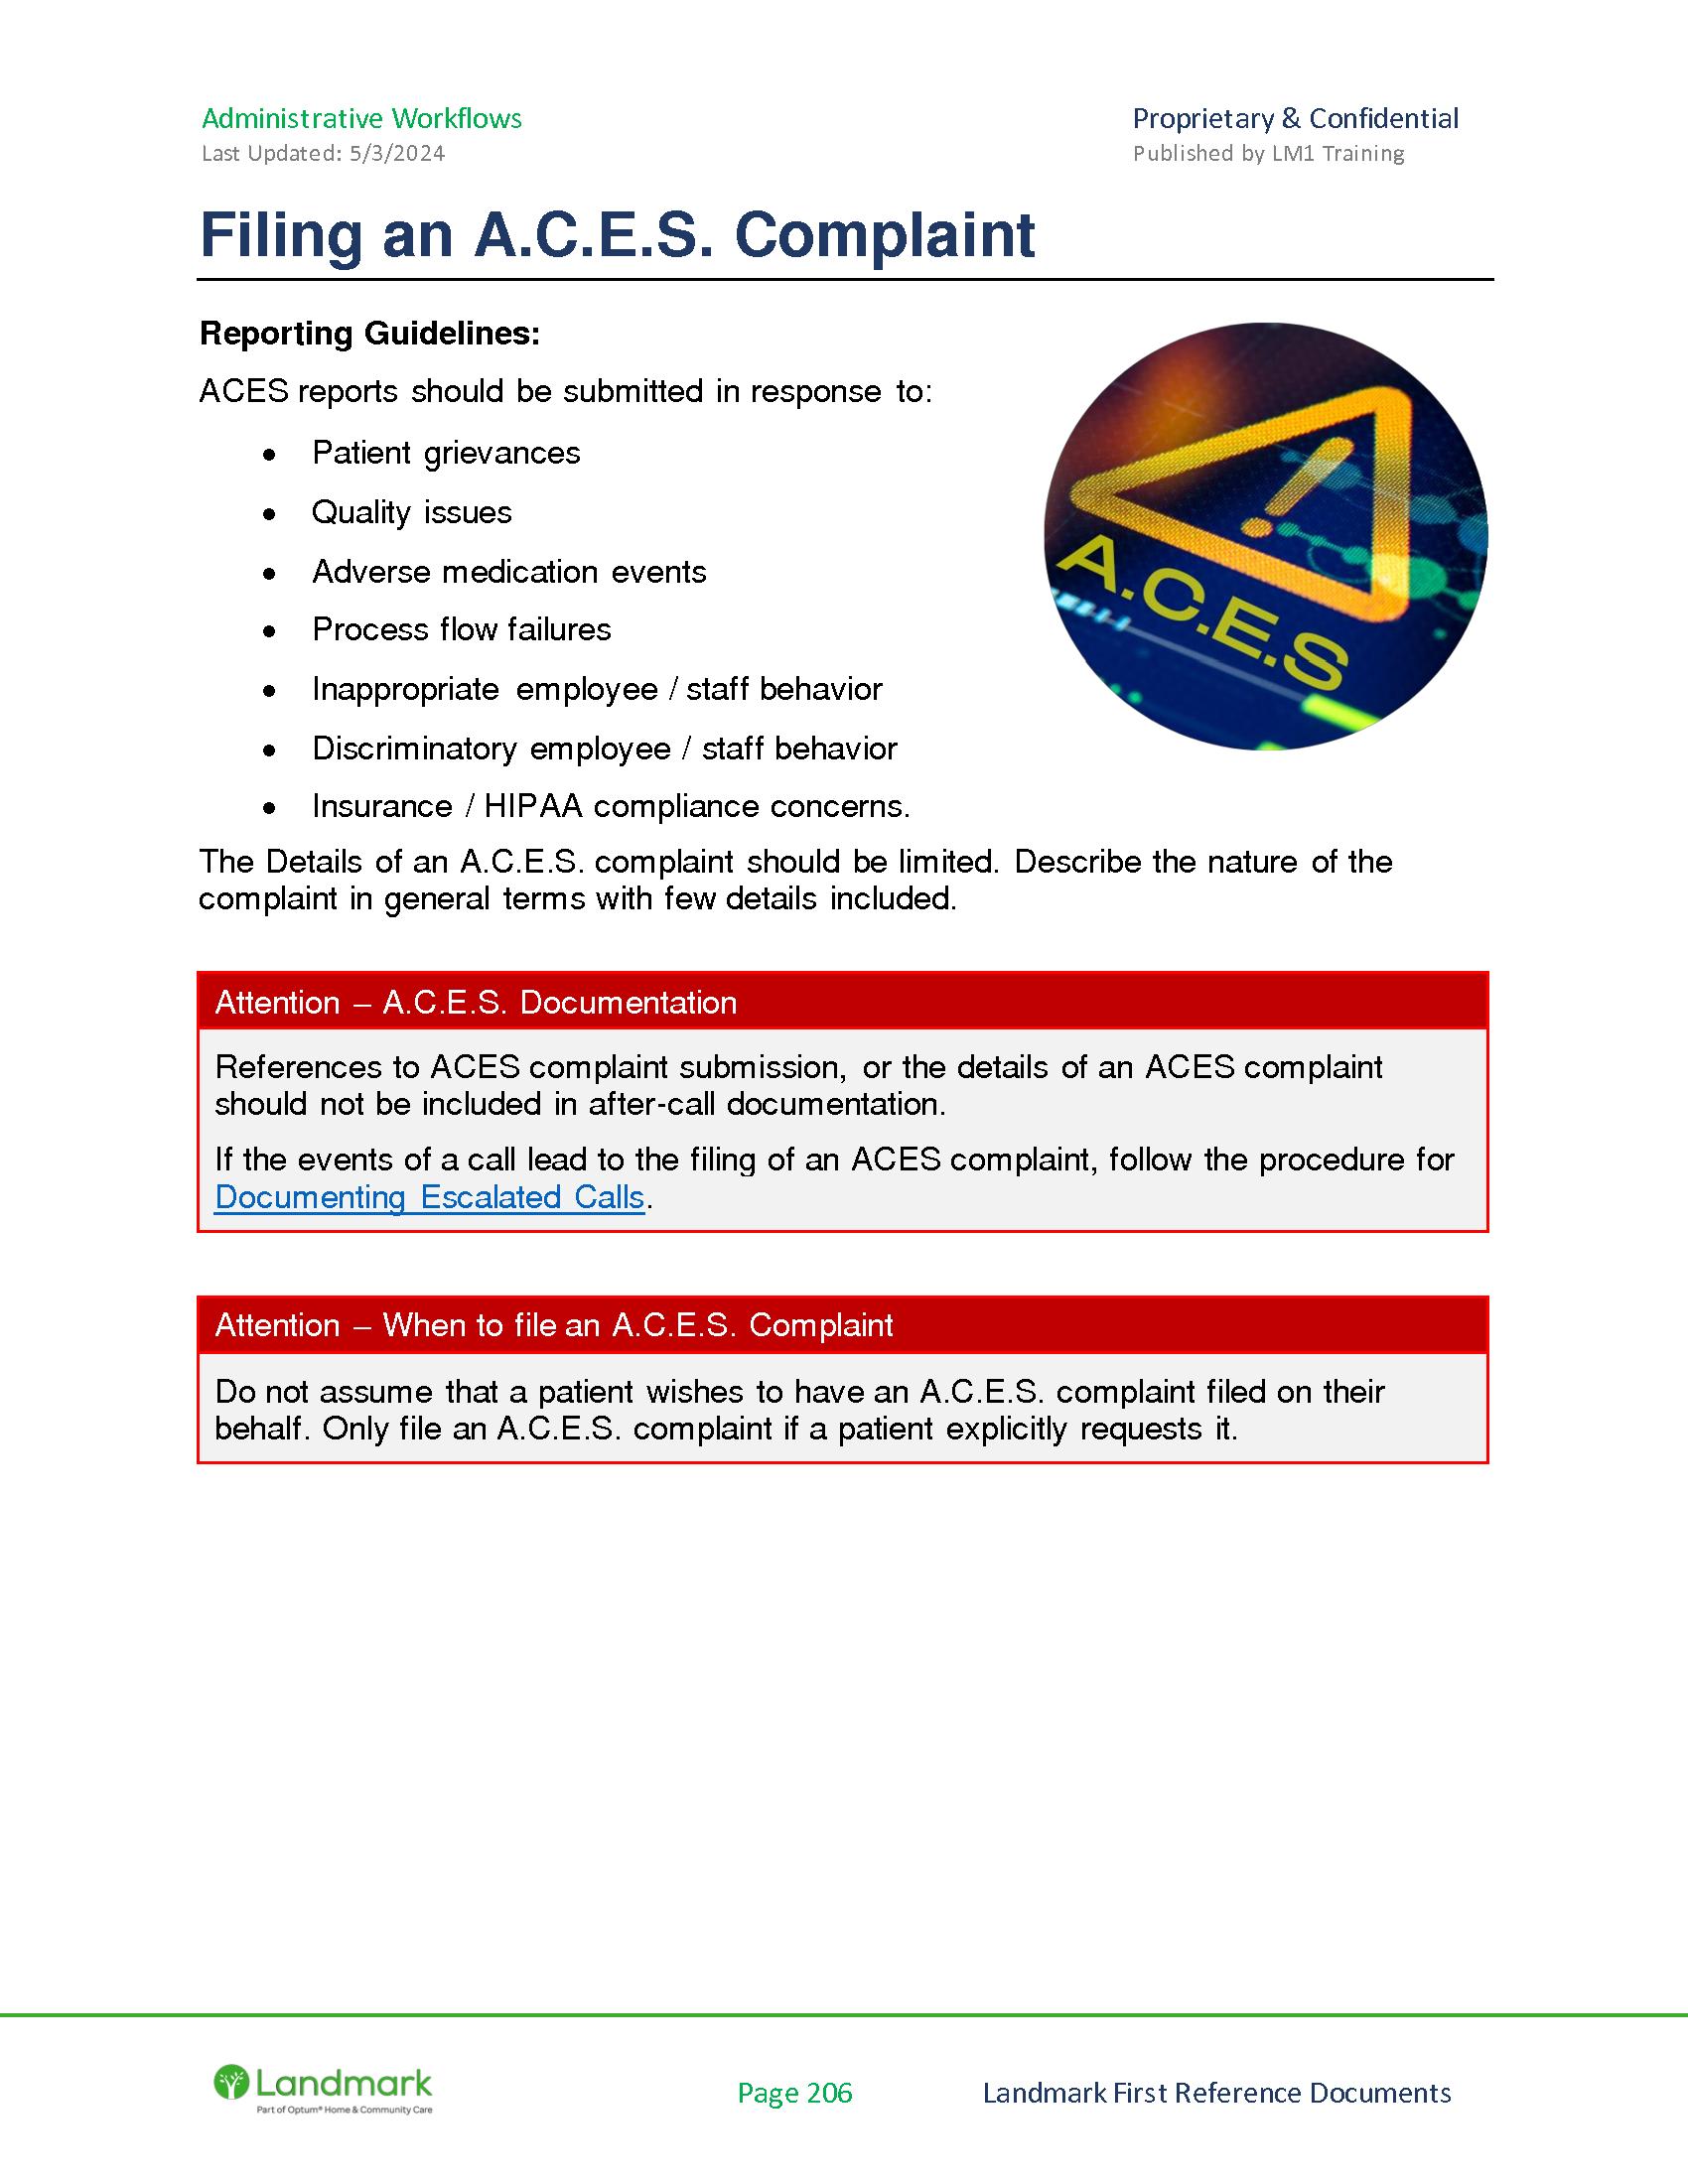 Administrative Workflows
Proprietary & Confidential
Last Updated: 5/3/2024
Published by LM1 Training
Filing an A.C.E.S. Complaint
Reporting Guidelines:
ACES reports should be submitted in response to:
• Patient grievances
• Quality issues
• Adverse medication events
• Process flow failures
• Inappropriate employee / staff behavior
• Discriminatory employee / staff behavior
• Insurance / HIPAA compliance concerns.
A.C.E.S
The Details of an A.C.E.S. complaint should be limited. Describe the nature of the
complaint in general terms with few details included.
Attention – A.C.E.S. Documentation
References to ACES complaint submission, or the details of an ACES complaint
should not be included in after-call documentation.
If the events of a call lead to the filing of an ACES complaint, follow the procedure for
Documenting Escalated Calls.
Attention – When to file an A.C.E.S. Complaint
Do not assume that a patient wishes to have an A.C.E.S. complaint filed on their
behalf. Only file an A.C.E.S. complaint if a patient explicitly requests it.
Landmark
Part of Optum® Home & Community Care
Page 206
Landmark First Reference Documents